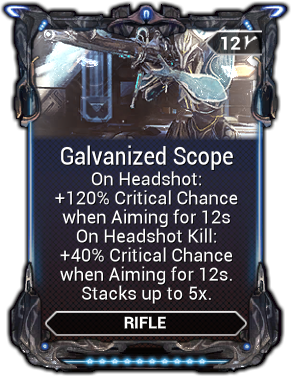 12
Galvanized Scope
On Headshot:
+120% Critical Chance
when Aiming for 12s
On Headshot Kill:
+40% Critical Chance
when Aiming for 12s.
Stacks up to 5x.
RIFLE